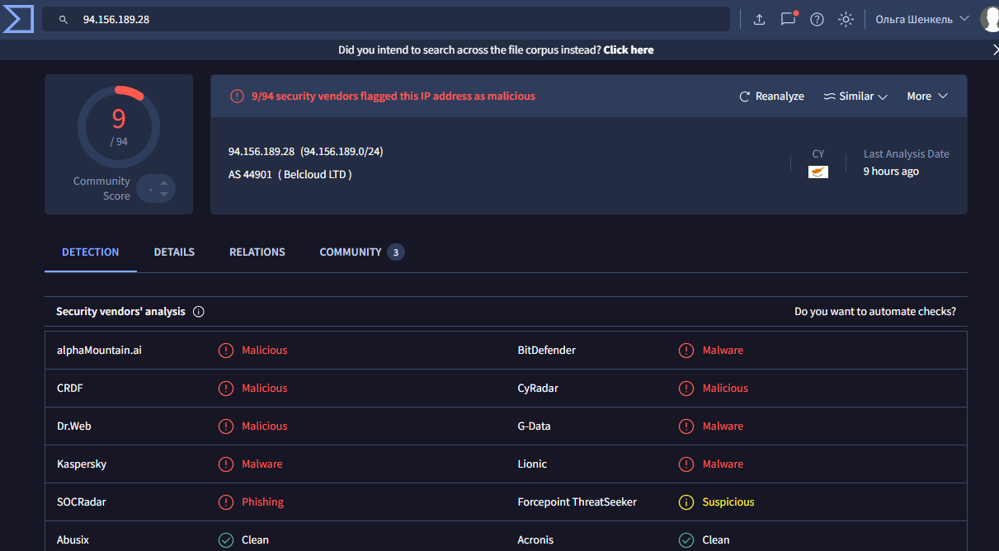 94.156.189.28
Ольга Шенкель
Did you intend to search across the file corpus instead? Click here
9
/ 94
Community
Score
9/94 security vendors flagged this IP address as malicious
Reanalyze
Similar
More
94.156.189.28 (94.156.189.0/24)
AS 44901 ( Belcloud LTD )
CY
Last Analysis Date
9 hours ago
DETECTION
DETAILS
RELATIONS
COMMUNITY 3
Security vendors' analysis
Do you want to automate checks?
alphaMountain.ai Malicious BitDefender Malware
CRDF Malicious CyRadar Malicious
Dr.Web Malicious G-Data Malware
Kaspersky Malware Lionic Malware
SOCRadar Phishing Forcepoint ThreatSeeker Suspicious
Abusix Clean Acronis Clean